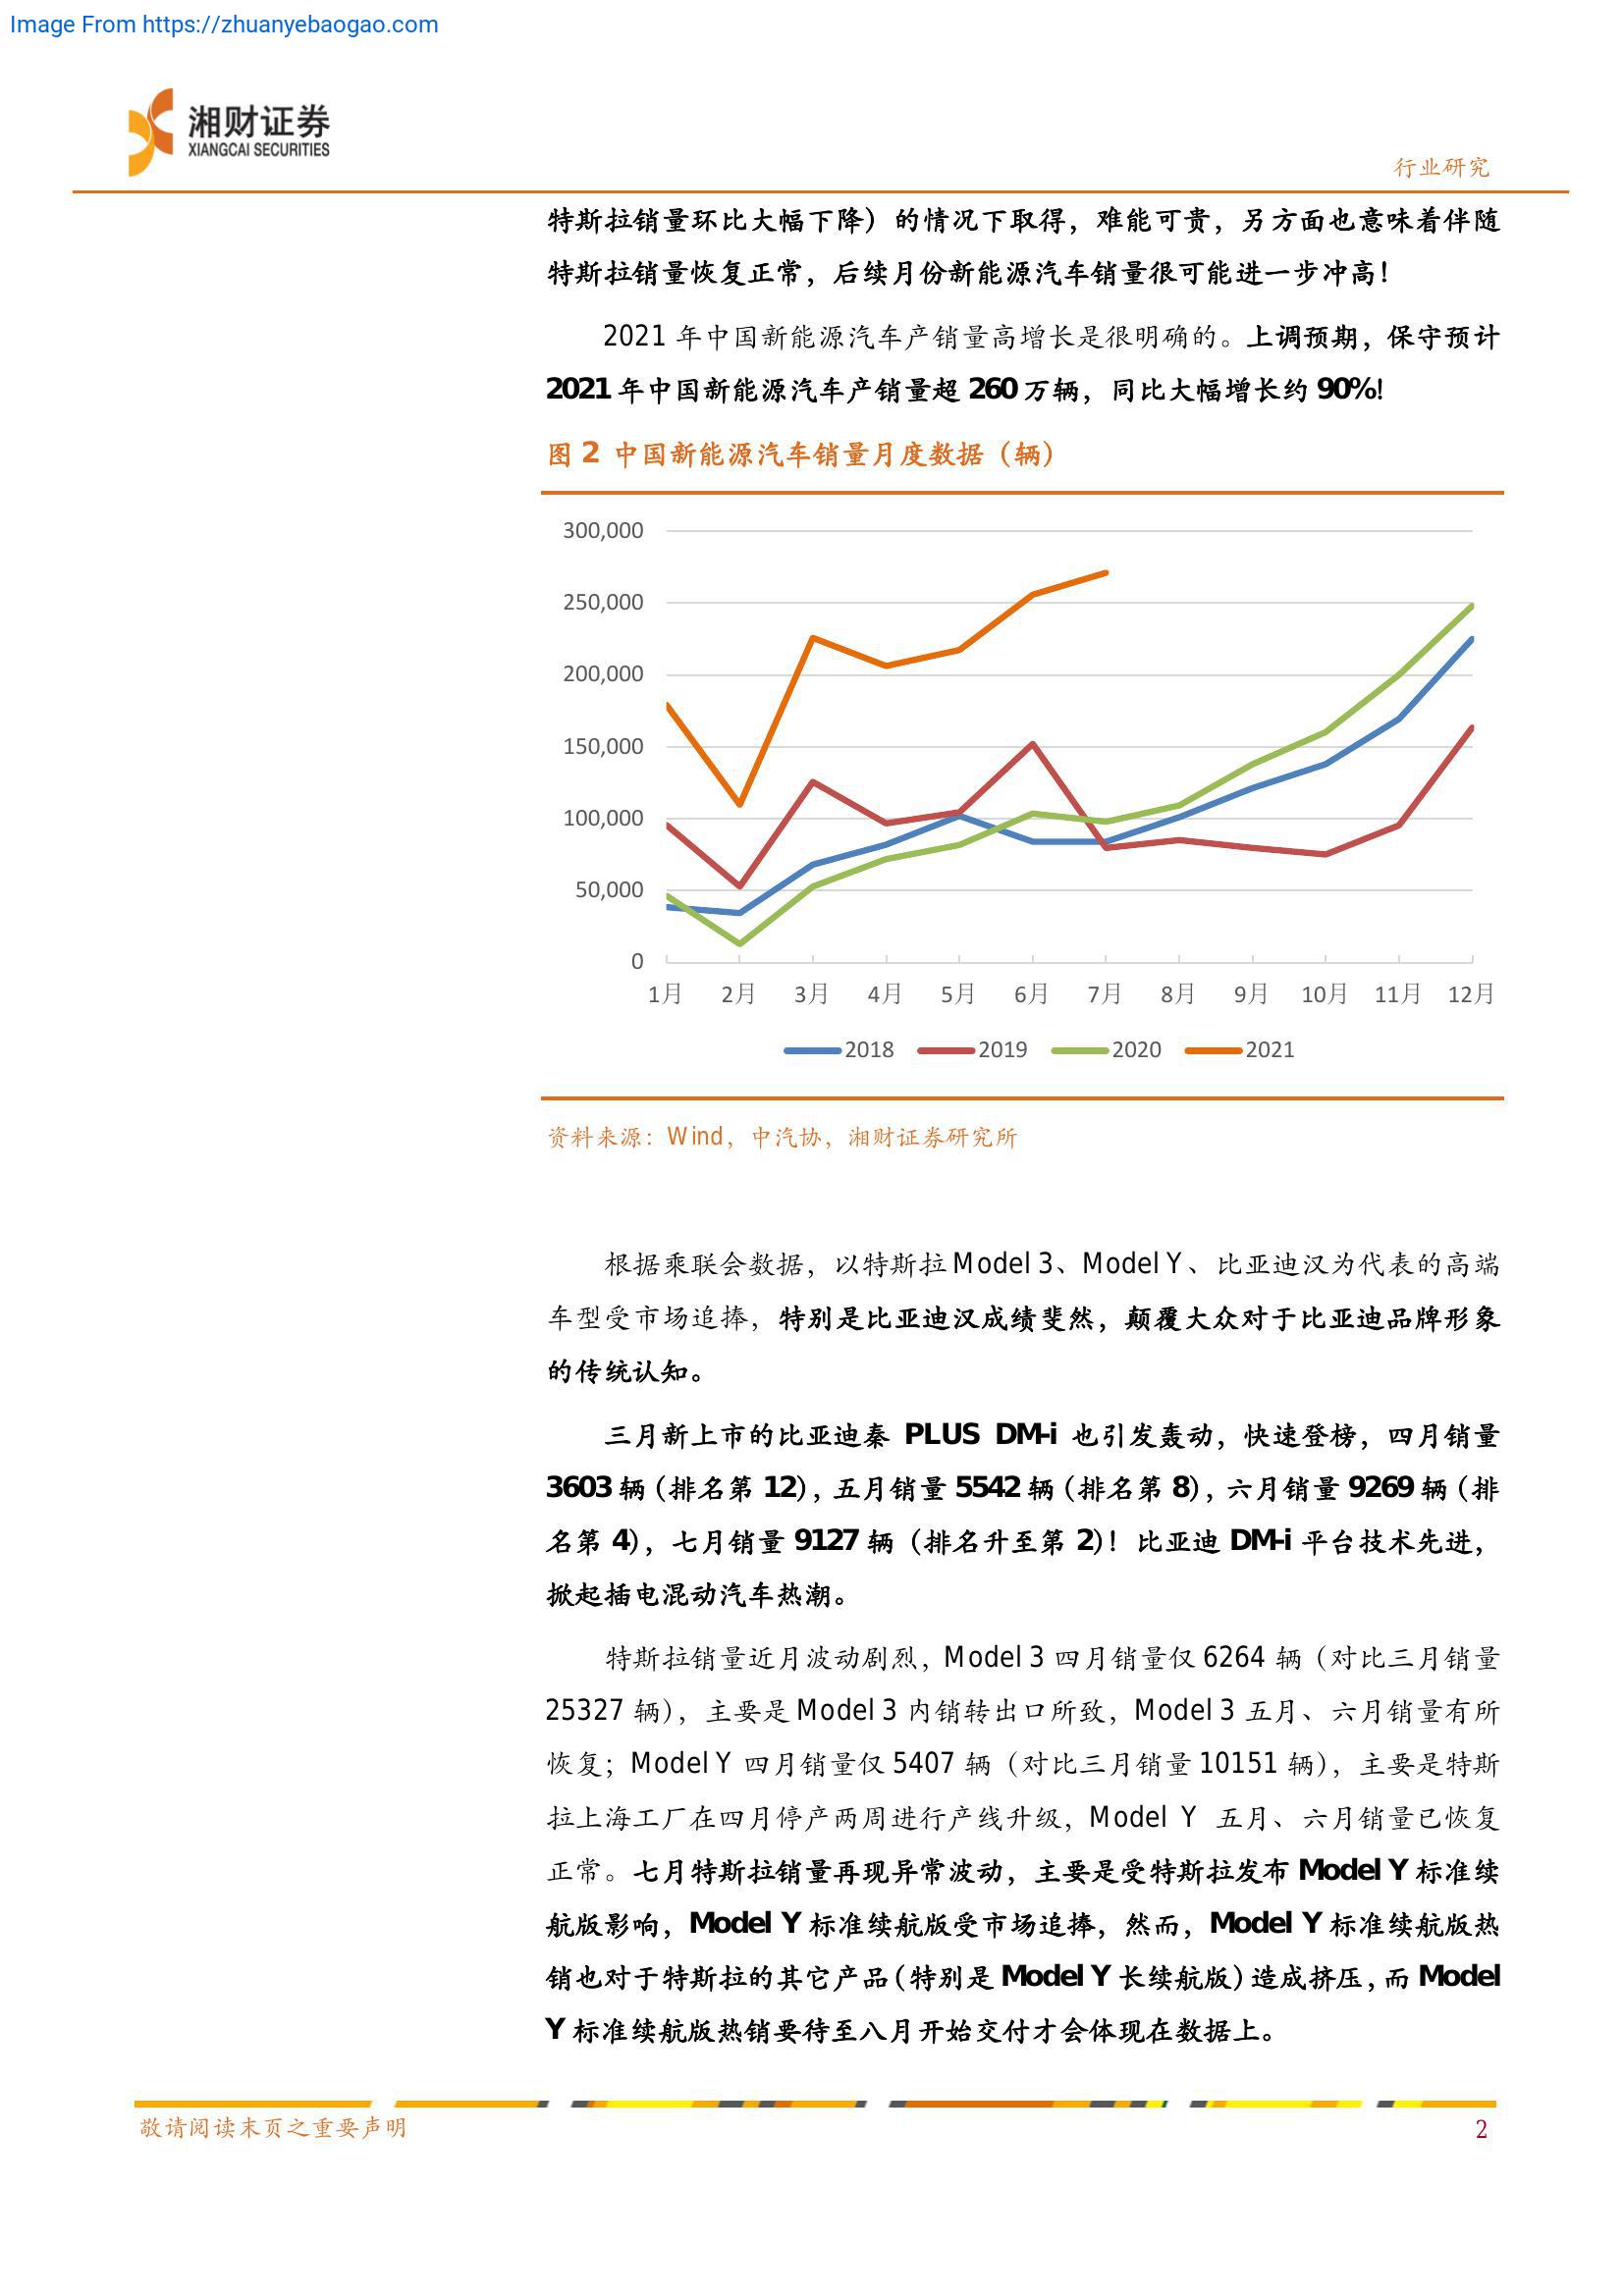 Image From https://zhuanyebaogao.com
湘财证券
XIANGCAI SECURITIES
行业研究
特斯拉销量环比大幅下降）的情况下取得，难能可贵，另方面也意味着伴随
特斯拉销量恢复正常，后续月份新能源汽车销量很可能进一步冲高！
2021 年中国新能源汽车产销量高增长是很明确的。上调预期，保守预计
2021 年中国新能源汽车产销量超 260 万辆，同比大幅增长约 90%!
图 2 中国新能源汽车销量月度数据（辆）
300,000
250,000
200,000
150,000
100,000
50,000
0
1月 2月 3月 4月 5月 6月 7月 8月 9月 10月 11月 12月
2018 2019 2020 2021
资料来源：Wind，中汽协，湘财证券研究所
根据乘联会数据，以特斯拉 Model 3、Model Y、比亚迪汉为代表的高端
车型受市场追捧，特别是比亚迪汉成绩斐然，颠覆大众对于比亚迪品牌形象
的传统认知。
三月新上市的比亚迪秦 PLUS DM-i 也引发轰动，快速登榜，四月销量
3603 辆（排名第 12），五月销量 5542 辆（排名第 8），六月销量 9269 辆（排
名第 4），七月销量 9127 辆（排名升至第 2）！比亚迪 DM-i 平台技术先进，
掀起插电混动汽车热潮。
特斯拉销量近月波动剧烈，Model 3 四月销量仅 6264 辆（对比三月销量
25327 辆），主要是 Model 3 内销转出口所致，Model 3 五月、六月销量有所
恢复；Model Y 四月销量仅 5407 辆（对比三月销量 10151 辆），主要是特斯
拉上海工厂在四月停产两周进行产线升级，Model Y 五月、六月销量已恢复
正常。七月特斯拉销量再现异常波动，主要是受特斯拉发布 Model Y 标准续
航版影响，Model Y 标准续航版受市场追捧，然而，Model Y 标准续航版热
销也对于特斯拉的其它产品（特别是 Model Y 长续航版）造成挤压，而 Model
Y 标准续航版热销要待至八月开始交付才会体现在数据上。
敬请阅读末页之重要声明
2